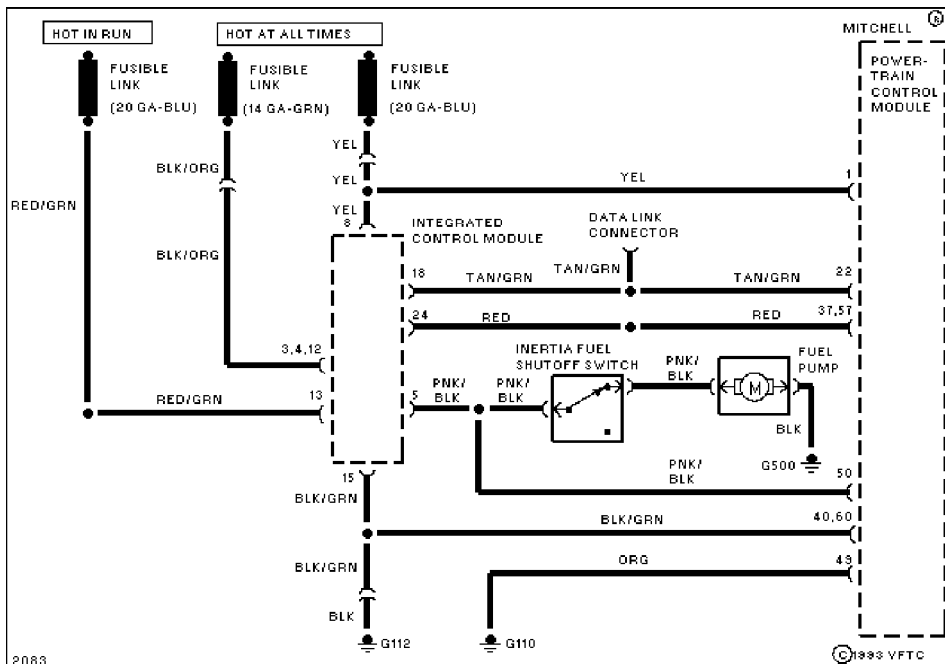 HOT IN RUN
HOT AT ALL TIMES
MITCHELL
R
FUSIBLE
LINK
(20 GA-BLU)
FUSIBLE
LINK
(14 GA-GRN)
FUSIBLE
LINK
(20 GA-BLU)
POWER-
TRAIN
CONTROL
MODULE
YEL
BLK/ORG
YEL
YEL
1
RED/GRN
YEL
8
INTEGRATED
CONTROL MODULE
DATA LINK
CONNECTOR
BLK/ORG
18
TAN/GRN
TAN/GRN
TAN/GRN
22
24
RED
RED
37,57
3,4,12
INERTIA FUEL
SHUTOFF SWITCH
FUEL
PUMP
RED/GRN
13
5
PNK/
BLK
PNK/
BLK
PNK/
BLK
M
BLK
G500
15
PNK/
BLK
50
BLK/GRN
BLK/GRN
40,60
BLK/GRN
ORG
49
BLK
G112
G110
2083
C 1993 VFTC